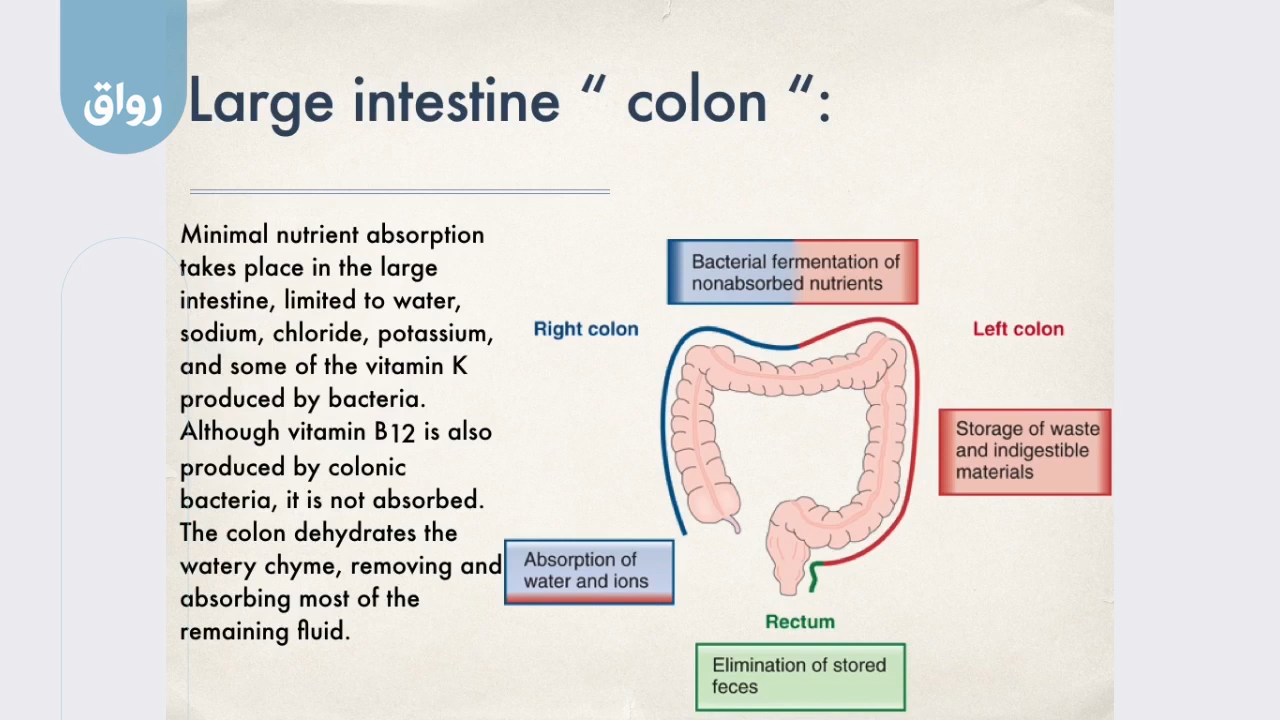 رواق
Large intestine “ colon “:
Minimal nutrient absorption
takes place in the large
intestine, limited to water,
sodium, chloride, potassium,
and some of the vitamin K
produced by bacteria.
Although vitamin B12 is also
produced by colonic
bacteria, it is not absorbed.
The colon dehydrates the
watery chyme, removing and
absorbing most of the
remaining fluid.
Bacterial fermentation of
nonabsorbed nutrients
Right colon
Left colon
Storage of waste
and indigestible
materials
Absorption of
water and ions
Rectum
Elimination of stored
feces